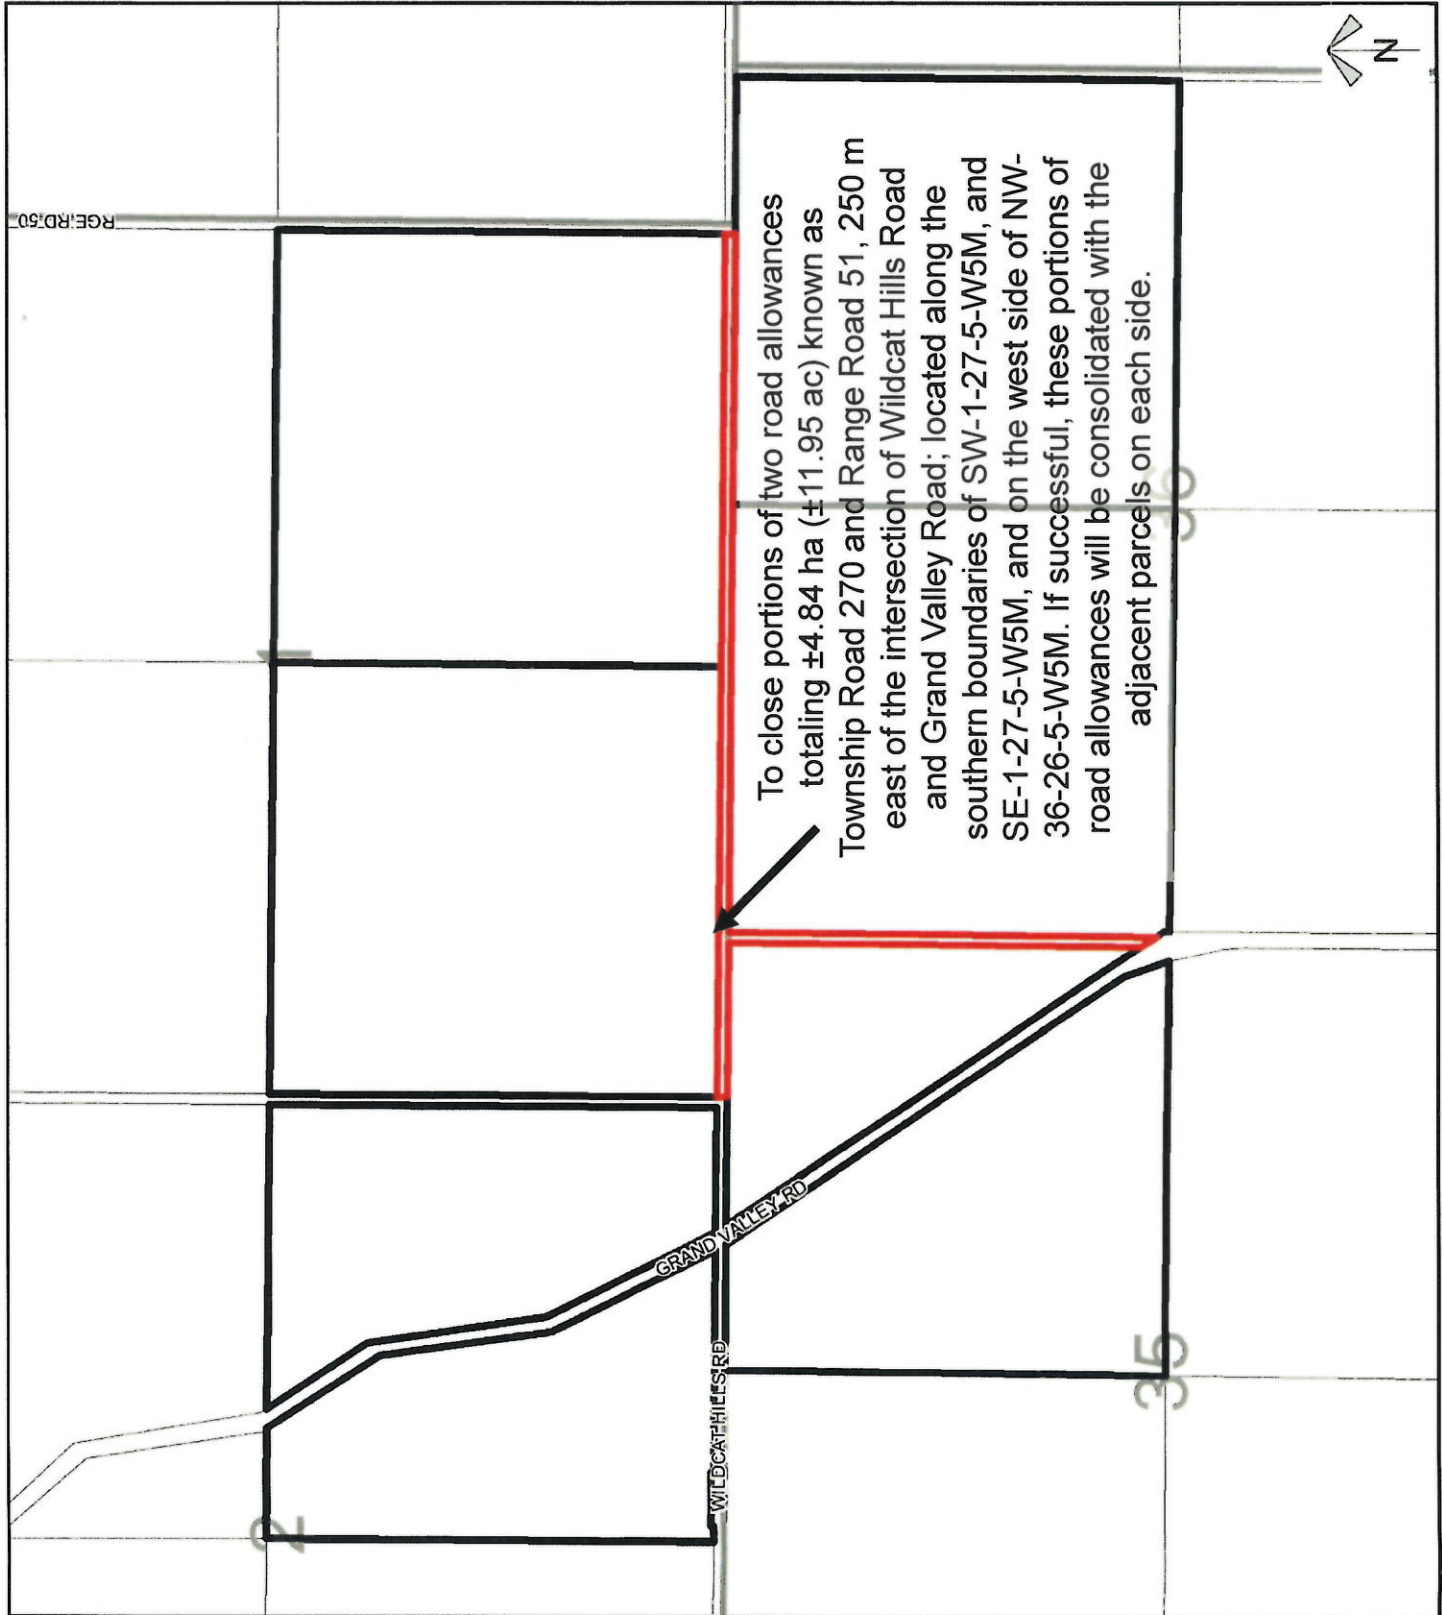 RGE RD 50
1
2
GRAND VALLEY RD
WILDCAT HILLS RD
To close portions of two road allowances
totaling ±4.84 ha (±11.95 ac) known as
Township Road 270 and Range Road 51, 250 m
east of the intersection of Wildcat Hills Road
and Grand Valley Road; located along the
southern boundaries of SW-1-27-5-W5M, and
SE-1-27-5-W5M, and on the west side of NW-
36-26-5-W5M. If successful, these portions of
road allowances will be consolidated with the
adjacent parcels on each side.
35
36
N